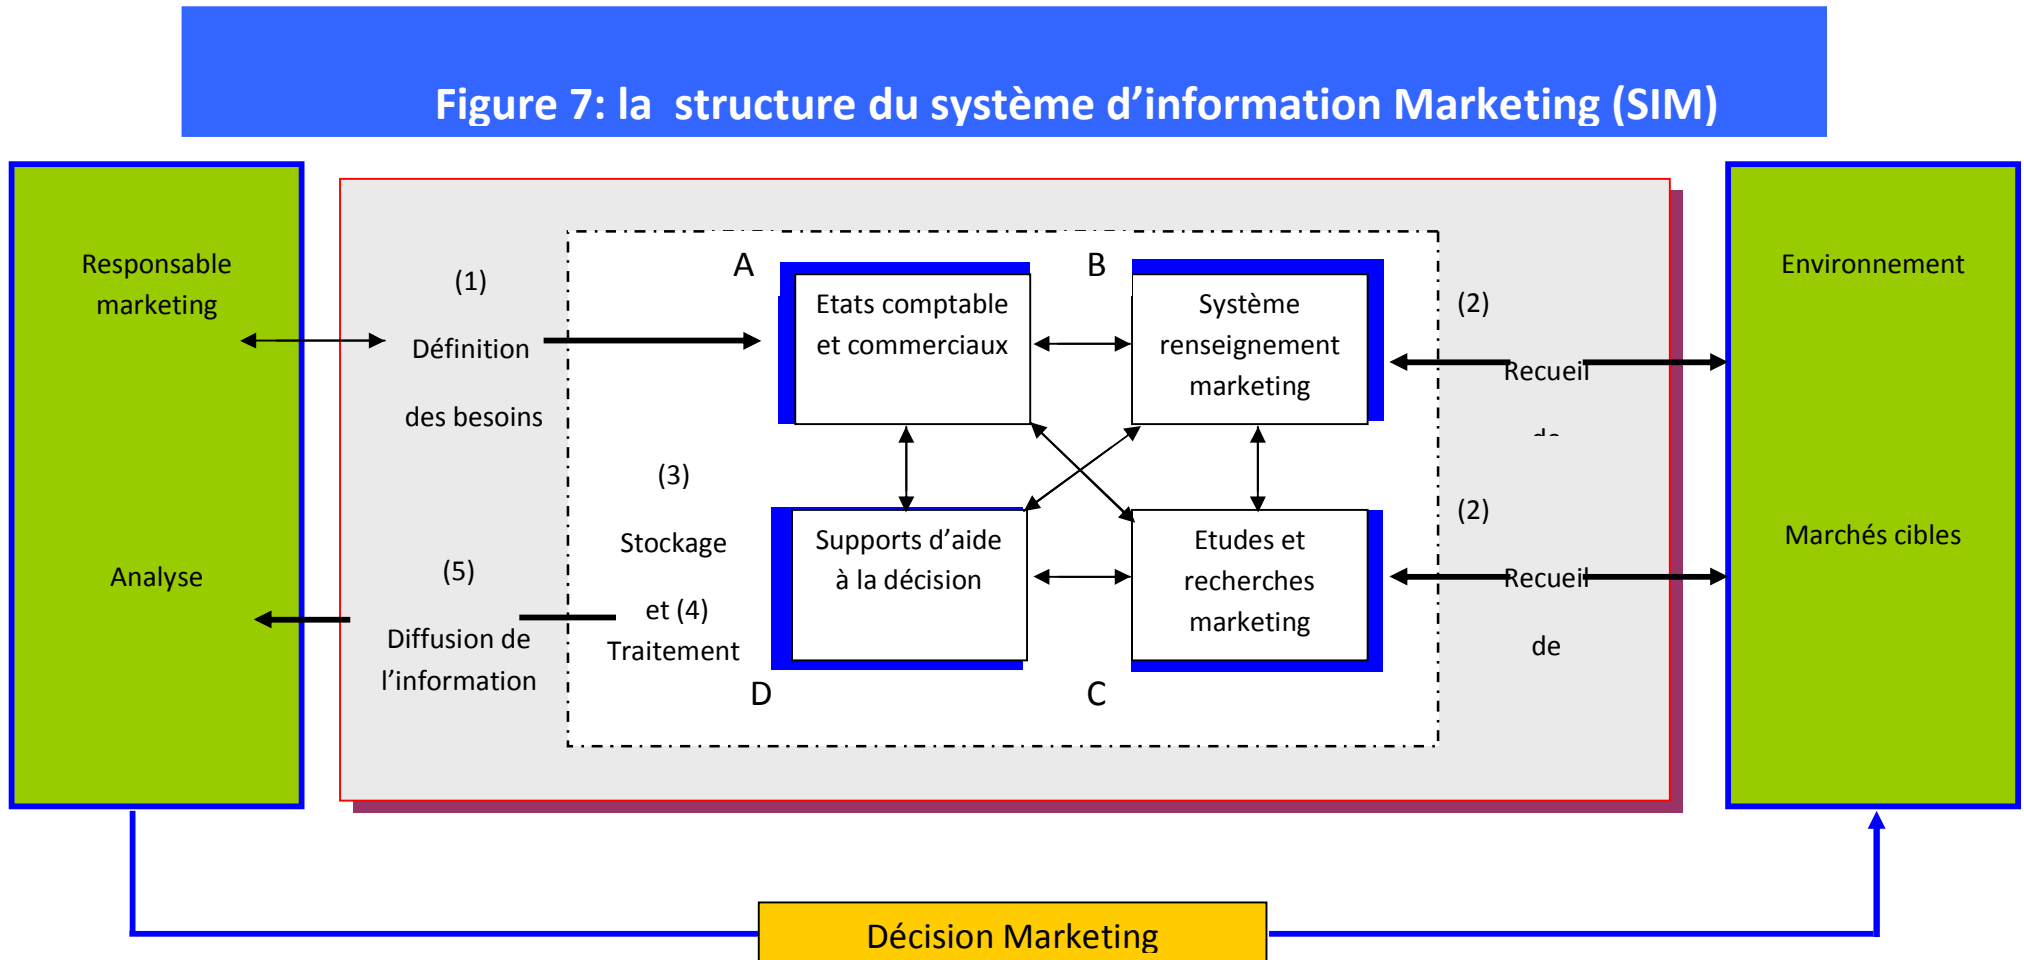 Figure 7: la  structure du système d’information Marketing (SIM)
Responsable
marketing
Analyse
(1)
Définition
des besoins
(5)
Diffusion de
l’information
(3)
Stockage
et (4)
Traitement
A
Etats comptable
et commerciaux
B
Système
renseignement
marketing
D
Supports d’aide
à la décision
C
Etudes et
recherches
marketing
(2)
Recueil
de
(2)
Recueil
de
Environnement
Marchés cibles
Décision Marketing